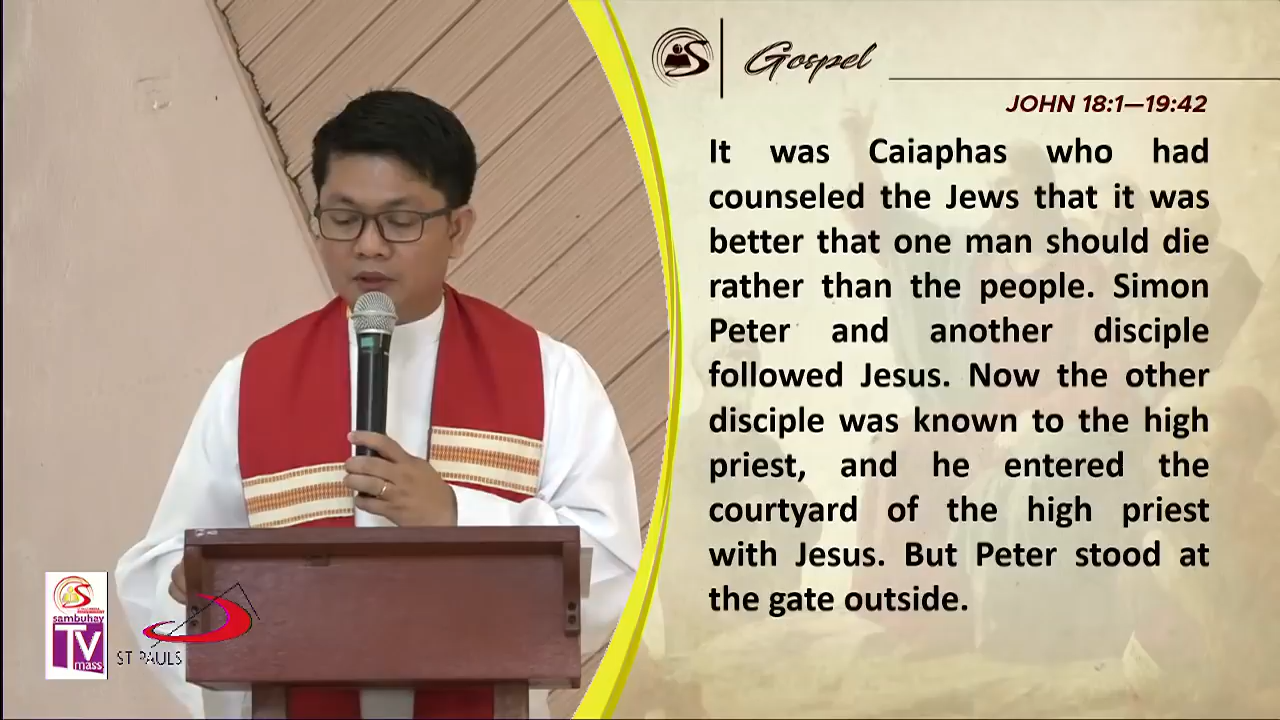 Gospel
JOHN 18:1—19:42
It was Caiaphas who had
counseled the Jews that it was
better that one man should die
rather than the people. Simon
Peter and another disciple
followed Jesus. Now the other
disciple was known to the high
priest, and he entered the
courtyard of the high priest
with Jesus. But Peter stood at
the gate outside.
sambuhay
TV
mass
ST PAULS